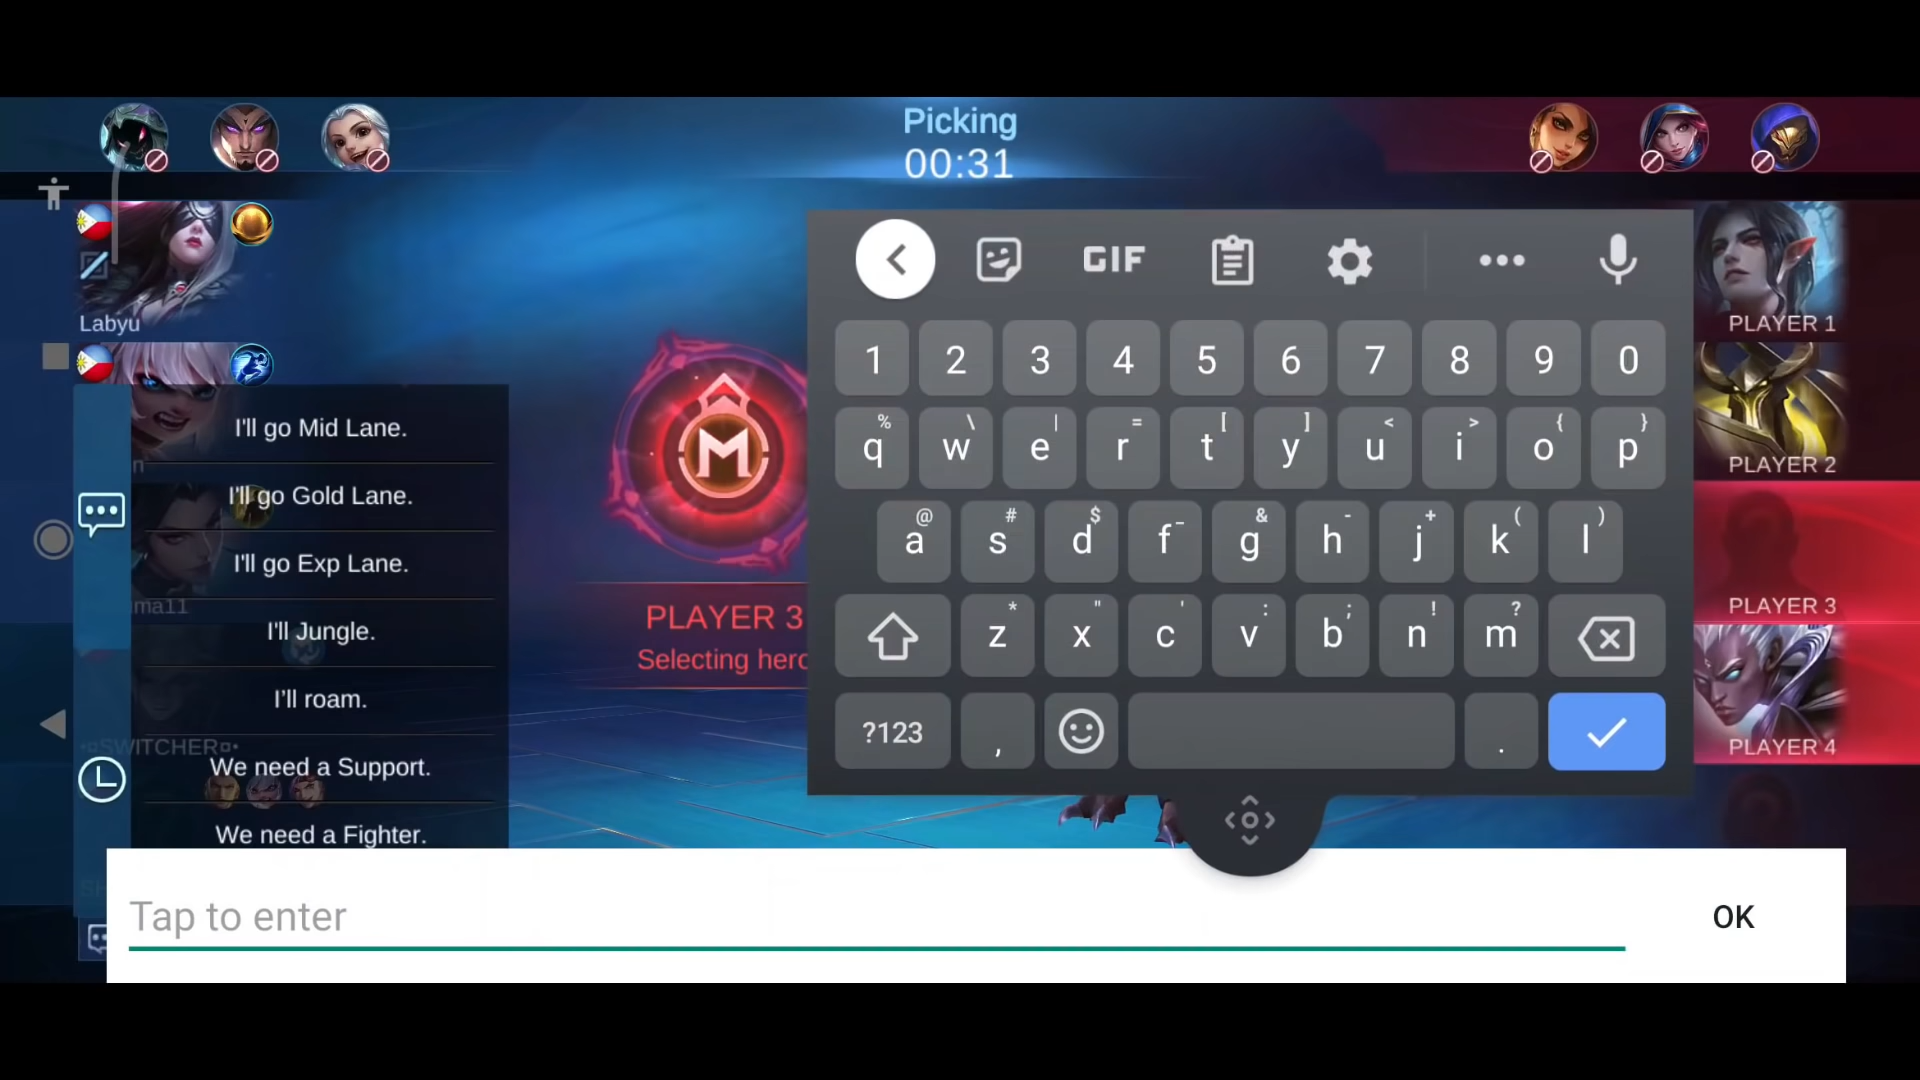 Picking
00:31
Labyu
I'll go Mid Lane.
I'll go Gold Lane.
I'll go Exp Lane.
I'll Jungle.
I'll roam.
•¤SWITCHER¤•
We need a Support.
We need a Fighter.
PLAYER 3
Selecting hero
PLAYER 1
PLAYER 2
PLAYER 3
PLAYER 4
GIF
1 2 3 4 5 6 7 8 9 0
% \ | = [ ] < > { }
q w e r t y u i o p
@ # $ - & - + ( )
a s d f g h j k l
* " ' : ; ! ?
z x c v b n m
?123 , .
Tap to enter
OK